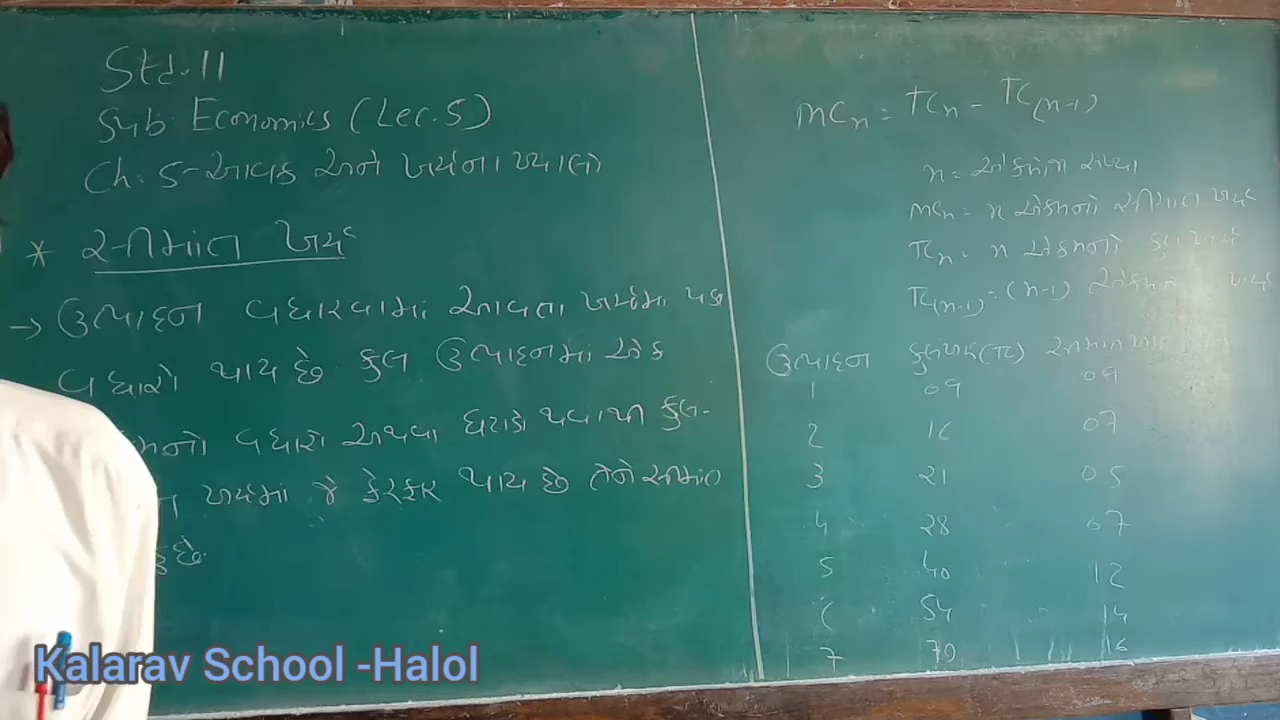 Std. 11
Sub: Economics (Lec. 5)
Ch: 5 - આવક અને ખર્ચના ખ્યાલો
* સીમાંત ખર્ચ
→ ઉત્પાદન વધારવામાં આવતા ખર્ચમાં પણ
વધારો થાય છે કુલ ઉત્પાદનમાં એક
વધારો અથવા ઘટાડો થવાથી કુલ-
ખર્ચમાં જે ફેરફાર થાય છે તેને સીમાંત
છે.
MCn = TCn - TC(n-1)
n = એકમોની સંખ્યા
MCn = n એકમનો સીમાંત ખર્ચ
TCn = n એકમનો કુલ ખર્ચ
TC(n-1) = (n-1) એકમનો ખર્ચ
ઉત્પાદન કુલખર્ચ(TC) સીમાંત ખર્ચ
1 09 09
2 16 07
3 21 05
4 28 07
5 40 12
6 54 14
7 70 16
Kalarav School -Halol